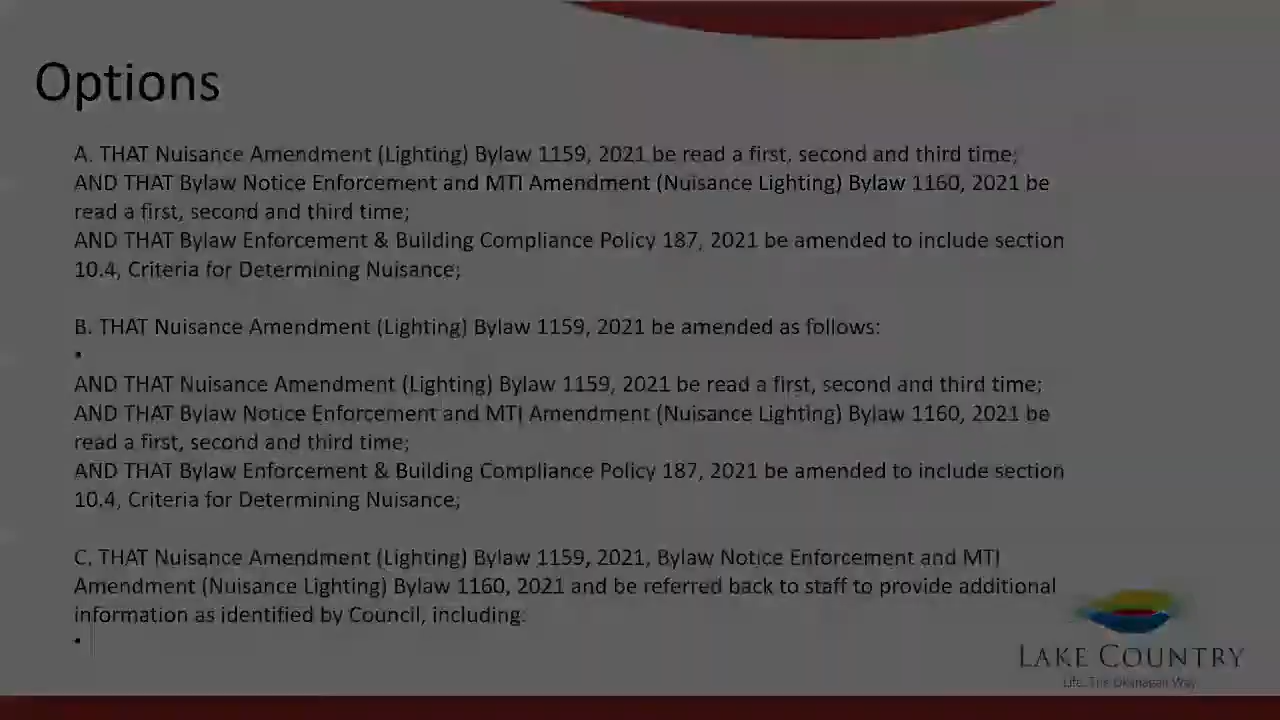 Options
A. THAT Nuisance Amendment (Lighting) Bylaw 1159, 2021 be read a first, second and third time;
AND THAT Bylaw Notice Enforcement and MTI Amendment (Nuisance Lighting) Bylaw 1160, 2021 be
read a first, second and third time;
AND THAT Bylaw Enforcement & Building Compliance Policy 187, 2021 be amended to include section
10.4, Criteria for Determining Nuisance;
B. THAT Nuisance Amendment (Lighting) Bylaw 1159, 2021 be amended as follows:
•
AND THAT Nuisance Amendment (Lighting) Bylaw 1159, 2021 be read a first, second and third time;
AND THAT Bylaw Notice Enforcement and MTI Amendment (Nuisance Lighting) Bylaw 1160, 2021 be
read a first, second and third time;
AND THAT Bylaw Enforcement & Building Compliance Policy 187, 2021 be amended to include section
10.4, Criteria for Determining Nuisance;
C. THAT Nuisance Amendment (Lighting) Bylaw 1159, 2021, Bylaw Notice Enforcement and MTI
Amendment (Nuisance Lighting) Bylaw 1160, 2021 and be referred back to staff to provide additional
information as identified by Council, including:
•
LAKE COUNTRY
Life. The Okanagan Way.